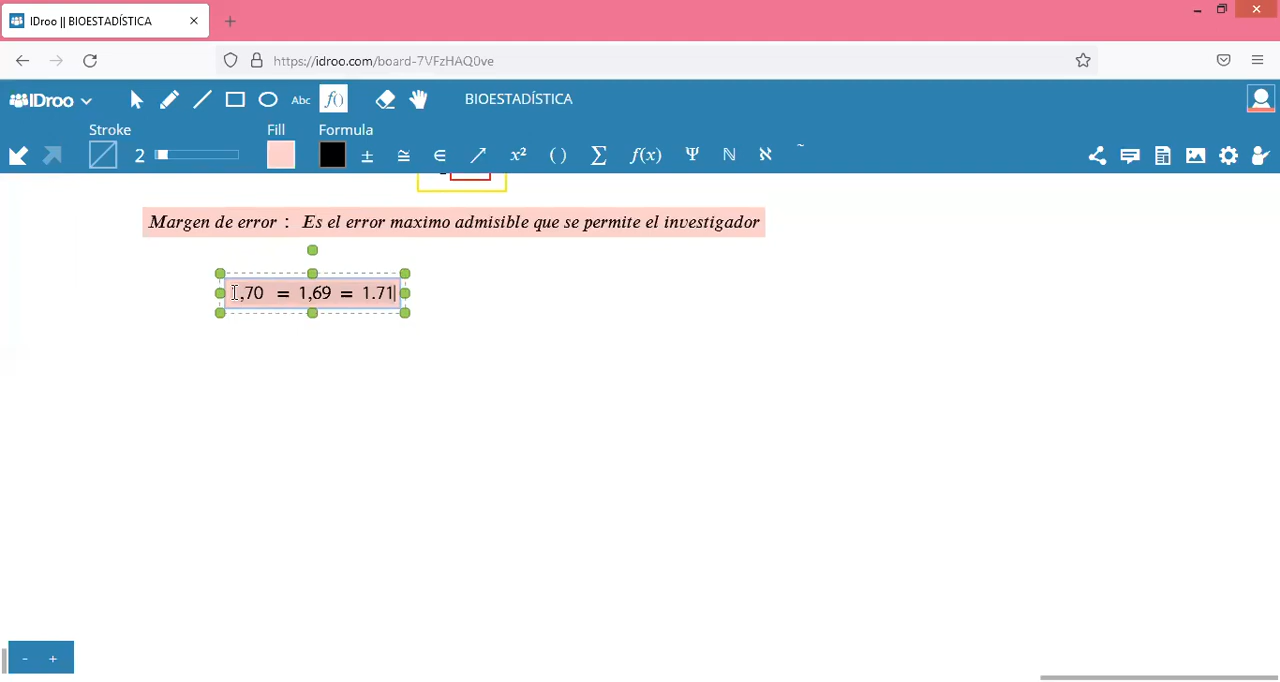 IDroo || BIOESTADÍSTICA
https://idroo.com/board-7VFzHAQ0ve
IDroo Abc f() BIOESTADÍSTICA
Stroke Fill Formula
2 ± ≅ ∈ x² ( ) ∑ f(x) Ψ ℕ ℵ ~
Margen de error : Es el error maximo admisible que se permite el investigador
1,70 = 1,69 = 1.71
- +